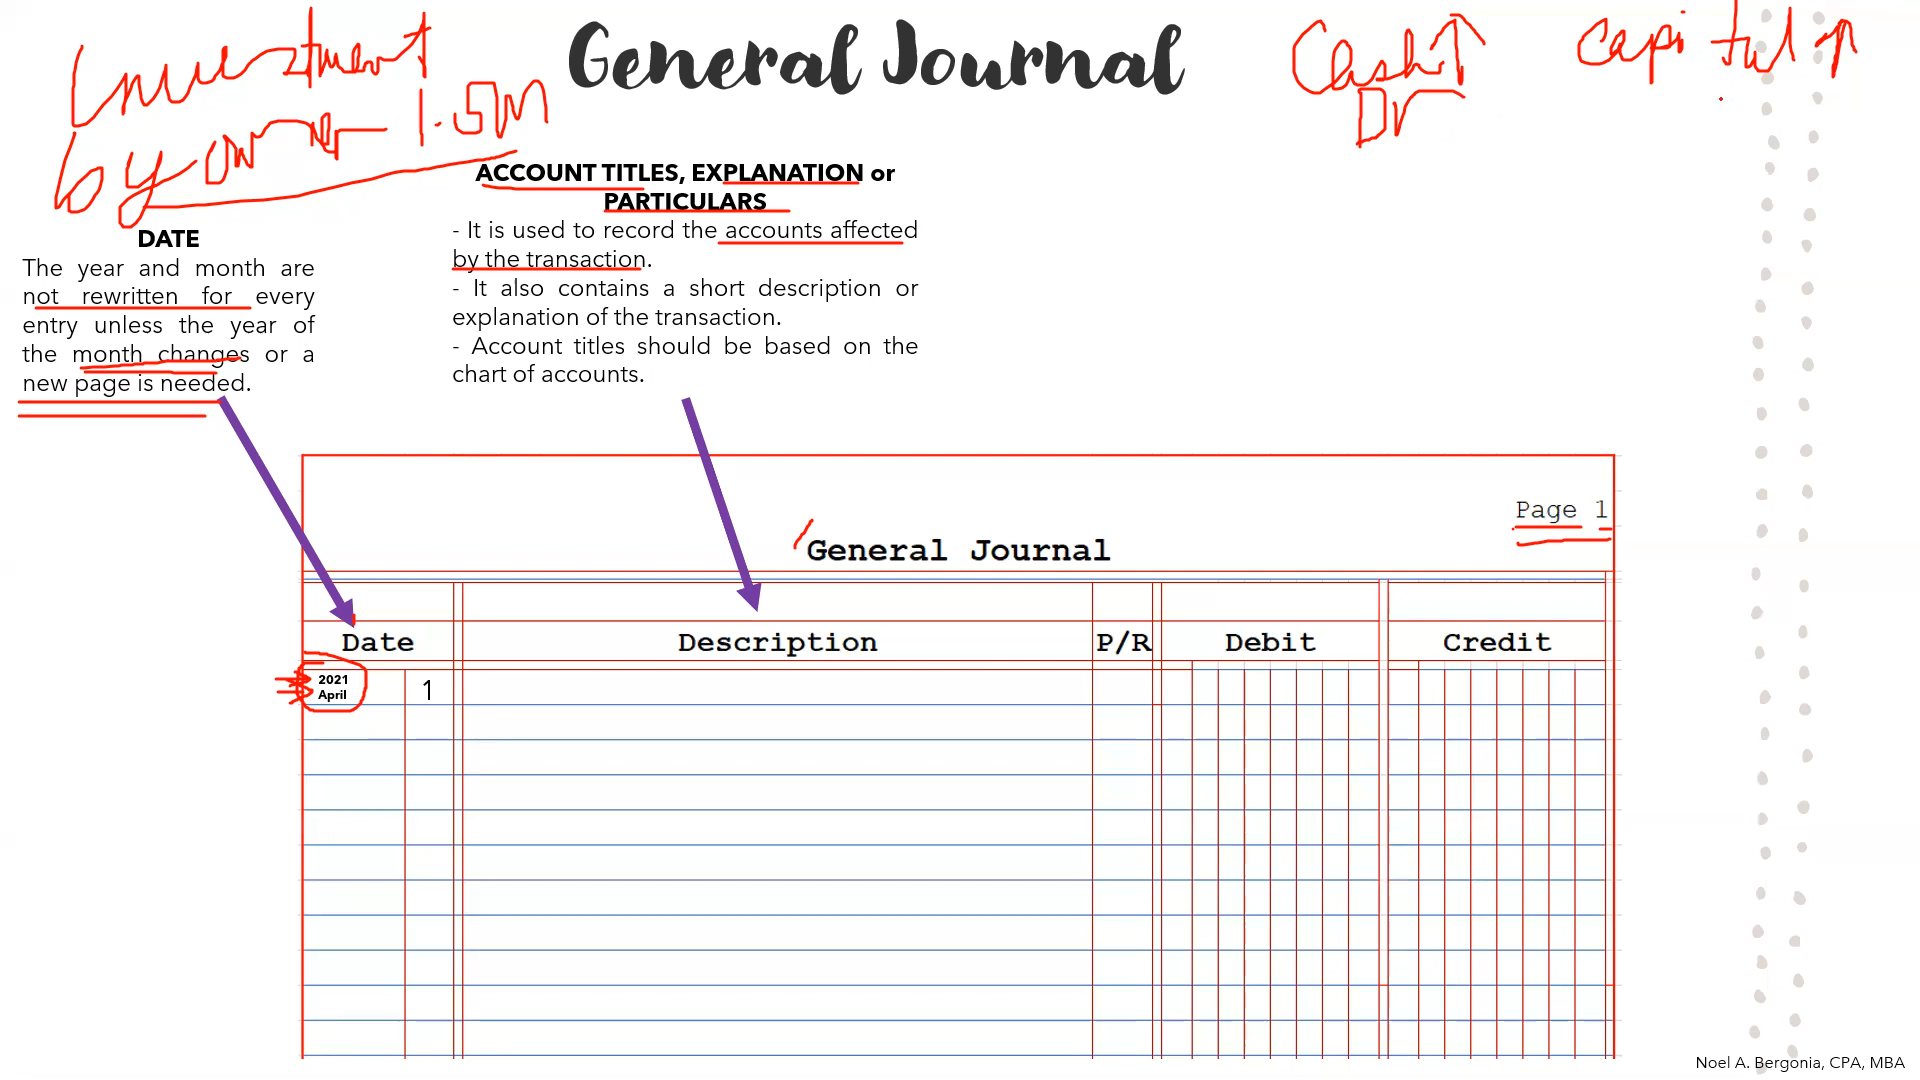 Investment
by owner 1.5M
General Journal
Cash↑
Dr
Capital ↑
DATE
The year and month are
not rewritten for every
entry unless the year of
the month changes or a
new page is needed.
ACCOUNT TITLES, EXPLANATION or
PARTICULARS
- It is used to record the accounts affected
by the transaction.
- It also contains a short description or
explanation of the transaction.
- Account titles should be based on the
chart of accounts.
Page 1
General Journal
Date Description P/R Debit Credit
2021
April
1
Noel A. Bergonia, CPA, MBA